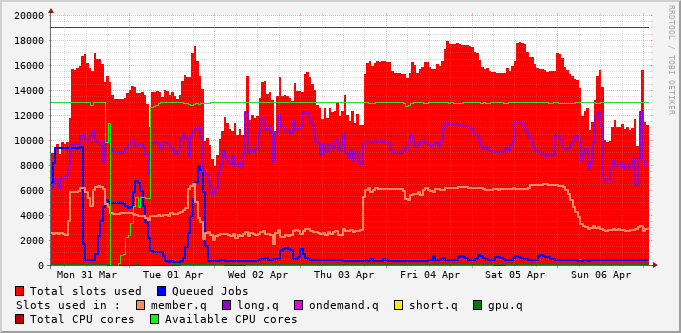 20000
18000
16000
14000
12000
10000
8000
6000
4000
2000
0
Mon 31 Mar Tue 01 Apr Wed 02 Apr Thu 03 Apr Fri 04 Apr Sat 05 Apr Sun 06 Apr
Total slots used Queued Jobs
Slots used in : member.q long.q ondemand.q short.q gpu.q
Total CPU cores Available CPU cores
RRDTOOL / TOBI OETIKER